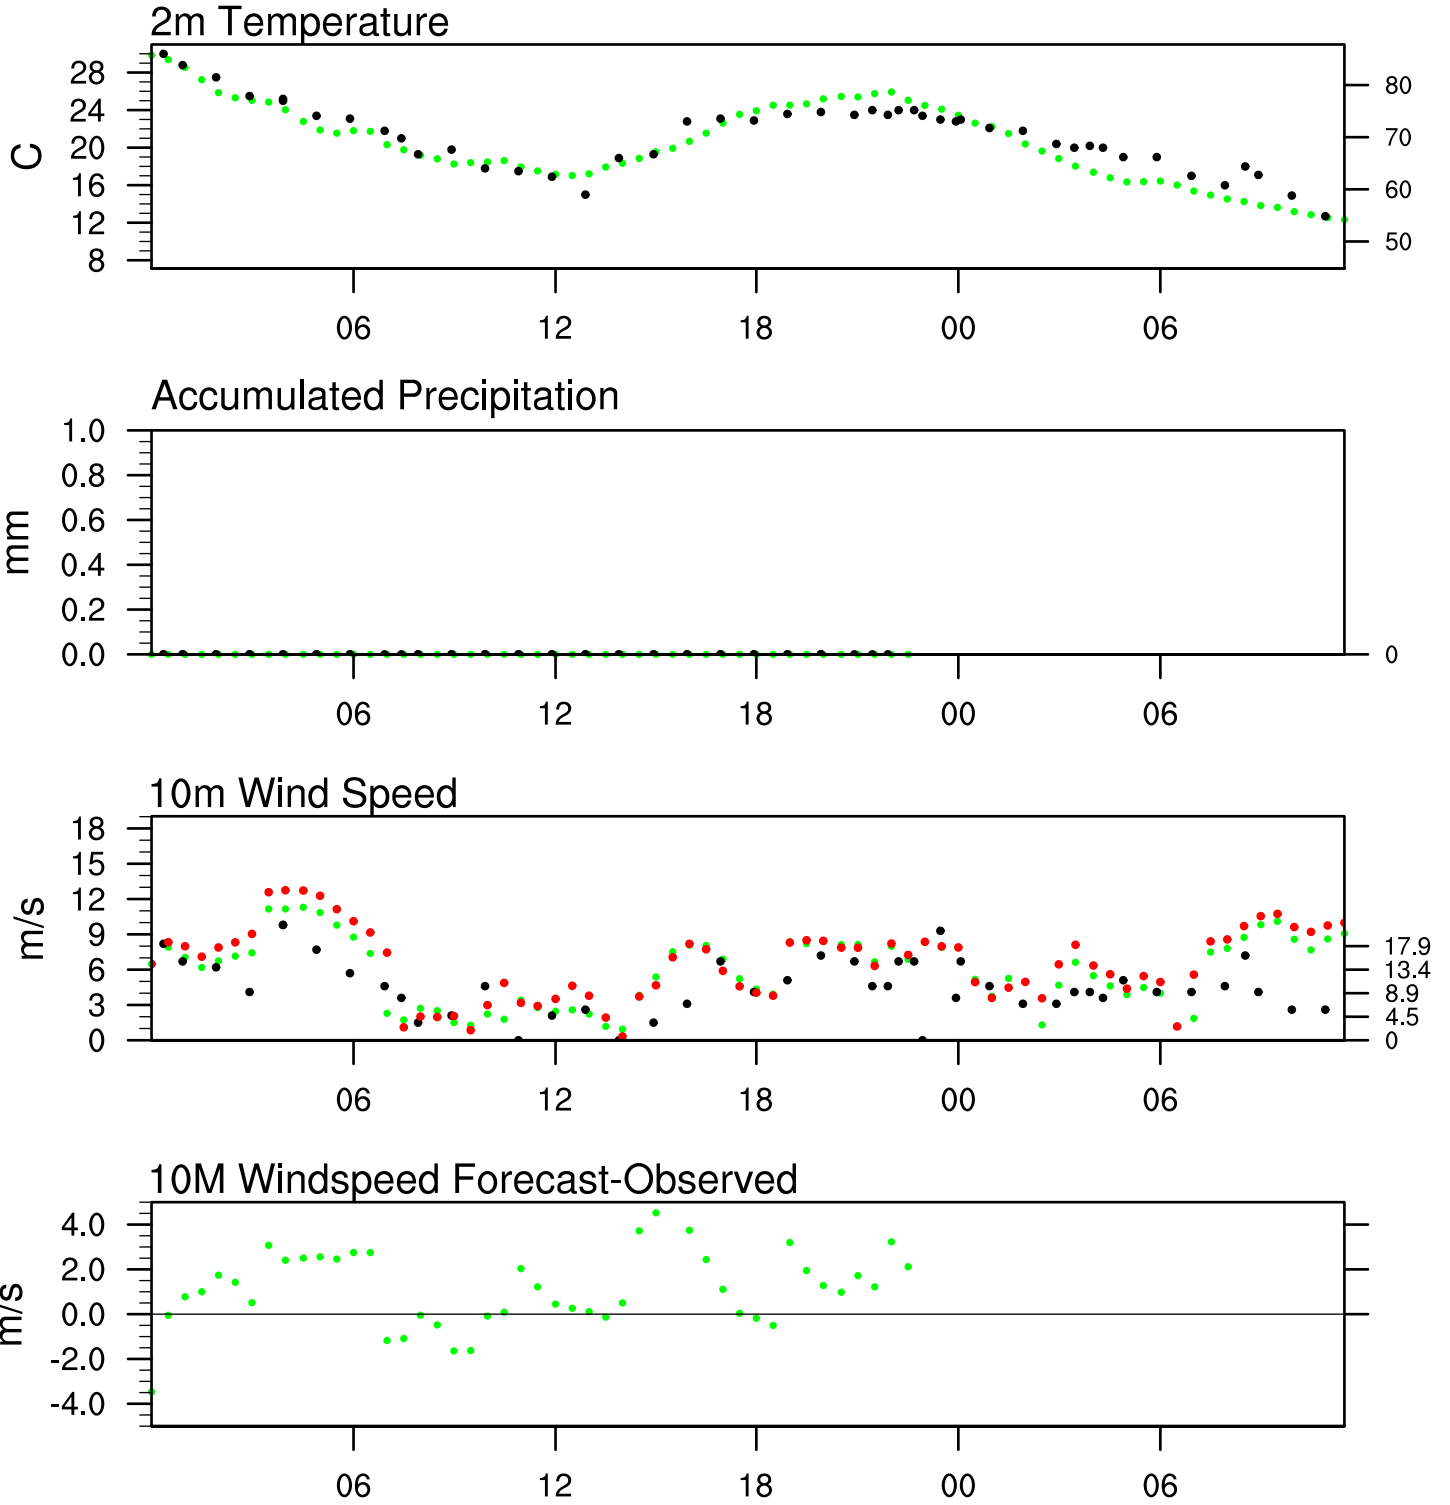 2m Temperature
28
24
20
16
12
8
C
80
70
60
50
06 12 18 00 06
Accumulated Precipitation
1.0
0.8
0.6
0.4
0.2
0.0
mm
0
06 12 18 00 06
10m Wind Speed
18
15
12
9
6
3
0
m/s
17.9
13.4
8.9
4.5
0
06 12 18 00 06
10M Windspeed Forecast-Observed
4.0
2.0
0.0
-2.0
-4.0
m/s
06 12 18 00 06